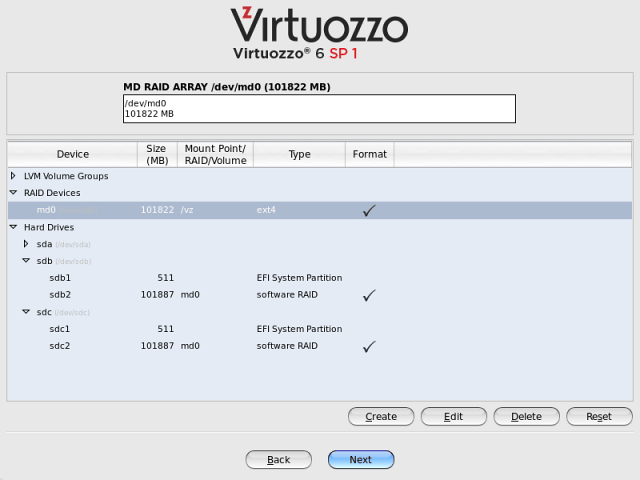 Virtuozzo
Virtuozzo® 6 SP 1
MD RAID ARRAY /dev/md0 (101822 MB)
/dev/md0
101822 MB
Device Size (MB) Mount Point/ RAID/Volume Type Format
LVM Volume Groups
RAID Devices
md0 101822 /vz ext4 ✓
Hard Drives
sda (/dev/sda)
sdb (/dev/sdb)
sdb1 511 EFI System Partition
sdb2 101887 md0 software RAID ✓
sdc (/dev/sdc)
sdc1 511 EFI System Partition
sdc2 101887 md0 software RAID ✓
Create Edit Delete Reset
Back Next